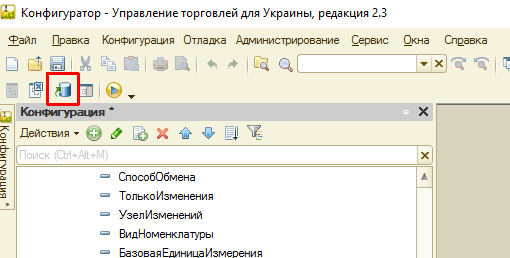 Конфигуратор - Управление торговлей для Украины, редакция 2.3
Файл Правка Конфигурация Отладка Администрирование Сервис Окна Справка
Конфигурация *
Действия
Поиск (Ctrl+Alt+M)
СпособОбмена
ТолькоИзменения
УзелИзменений
ВидНоменклатуры
БазоваяЕдиницаИзмерения
Конфигурация *